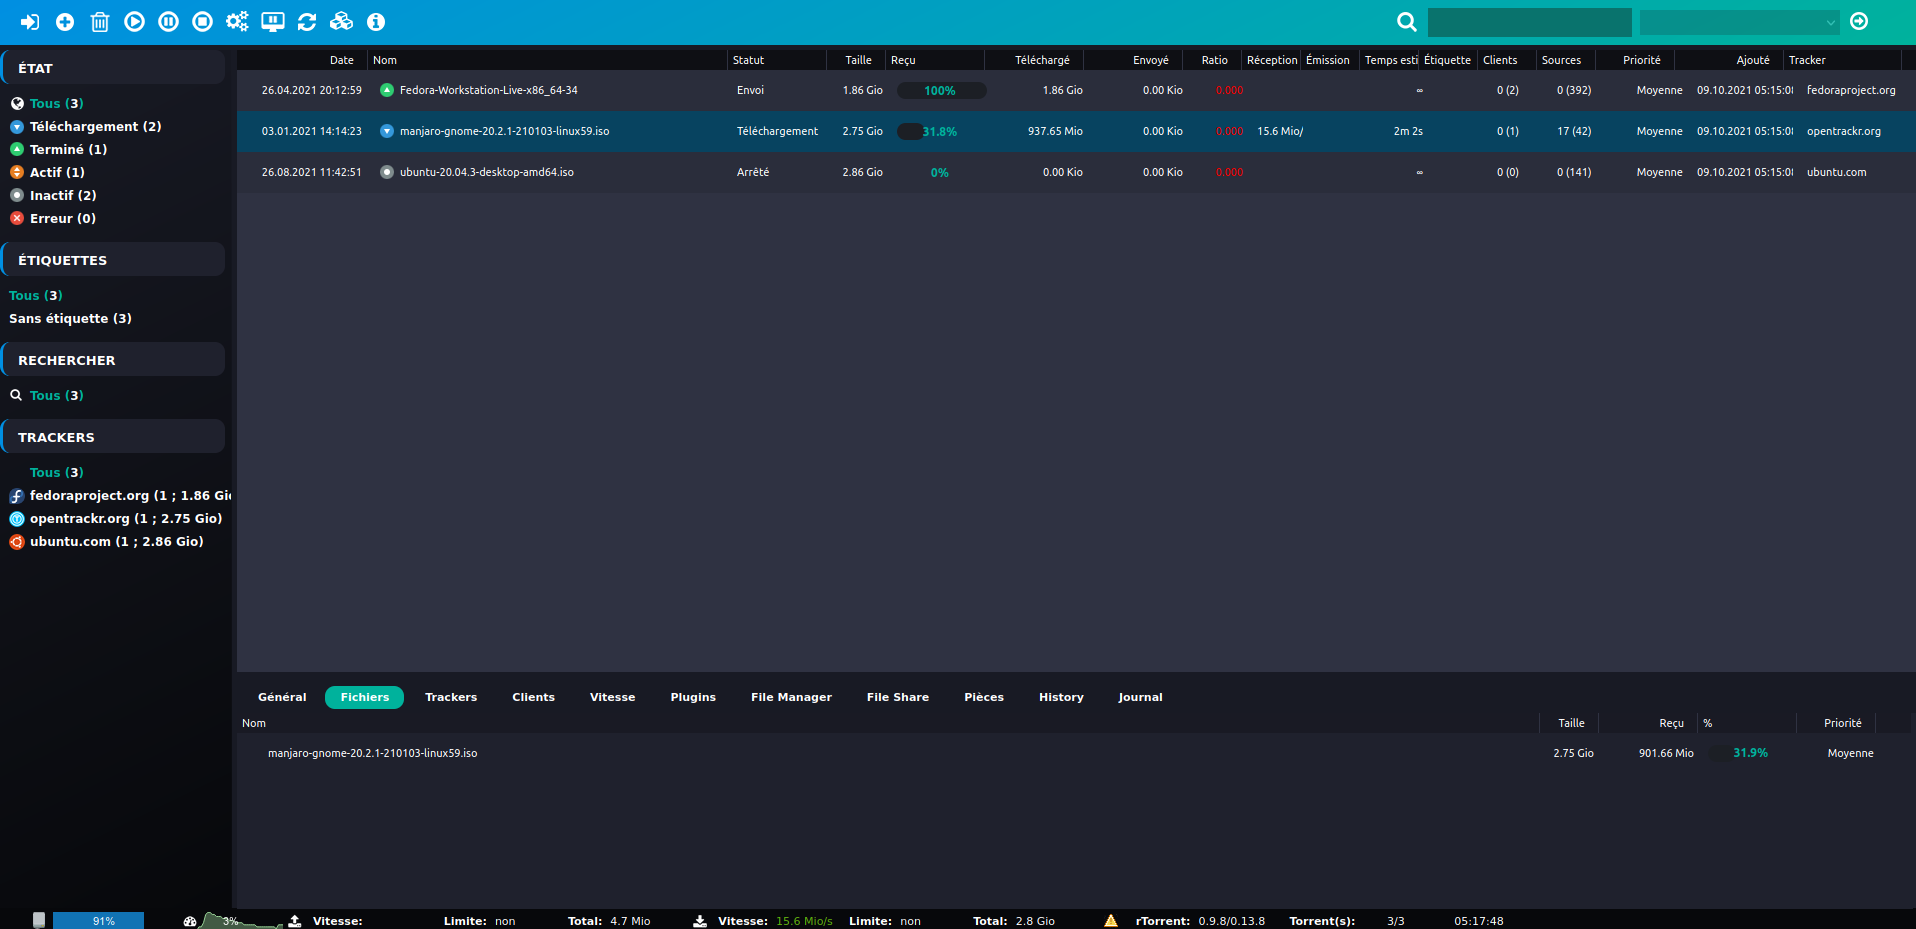 ÉTAT
Tous (3)
Téléchargement (2)
Terminé (1)
Actif (1)
Inactif (2)
Erreur (0)
ÉTIQUETTES
Tous (3)
Sans étiquette (3)
RECHERCHER
Tous (3)
TRACKERS
Tous (3)
fedoraproject.org (1 ; 1.86 Gio
opentrackr.org (1 ; 2.75 Gio)
ubuntu.com (1 ; 2.86 Gio)
Date Nom Statut Taille Reçu Téléchargé Envoyé Ratio Réception Émission Temps esti Étiquette Clients Sources Priorité Ajouté Tracker
26.04.2021 20:12:59 Fedora-Workstation-Live-x86_64-34 Envoi 1.86 Gio 100% 1.86 Gio 0.00 Kio 0.000 ∞ 0 (2) 0 (392) Moyenne 09.10.2021 05:15:0 fedoraproject.org
03.01.2021 14:14:23 manjaro-gnome-20.2.1-210103-linux59.iso Téléchargement 2.75 Gio 31.8% 937.65 Mio 0.00 Kio 0.000 15.6 Mio/ 2m 2s 0 (1) 17 (42) Moyenne 09.10.2021 05:15:0 opentrackr.org
26.08.2021 11:42:51 ubuntu-20.04.3-desktop-amd64.iso Arrêté 2.86 Gio 0% 0.00 Kio 0.00 Kio 0.000 ∞ 0 (0) 0 (141) Moyenne 09.10.2021 05:15:0 ubuntu.com
Général Fichiers Trackers Clients Vitesse Plugins File Manager File Share Pièces History Journal
Nom Taille Reçu % Priorité
manjaro-gnome-20.2.1-210103-linux59.iso 2.75 Gio 901.66 Mio 31.9% Moyenne
91% 3% Vitesse: Limite: non Total: 4.7 Mio Vitesse: 15.6 Mio/s Limite: non Total: 2.8 Gio rTorrent: 0.9.8/0.13.8 Torrent(s): 3/3 05:17:48